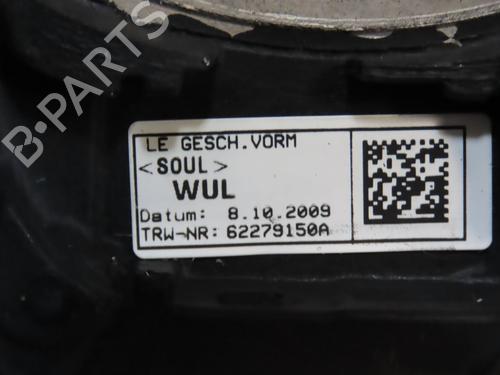 B-PARTS
LE GESCH.VORM
<SOUL>
WUL
Datum: 8.10.2009
TRW-NR: 62279150A